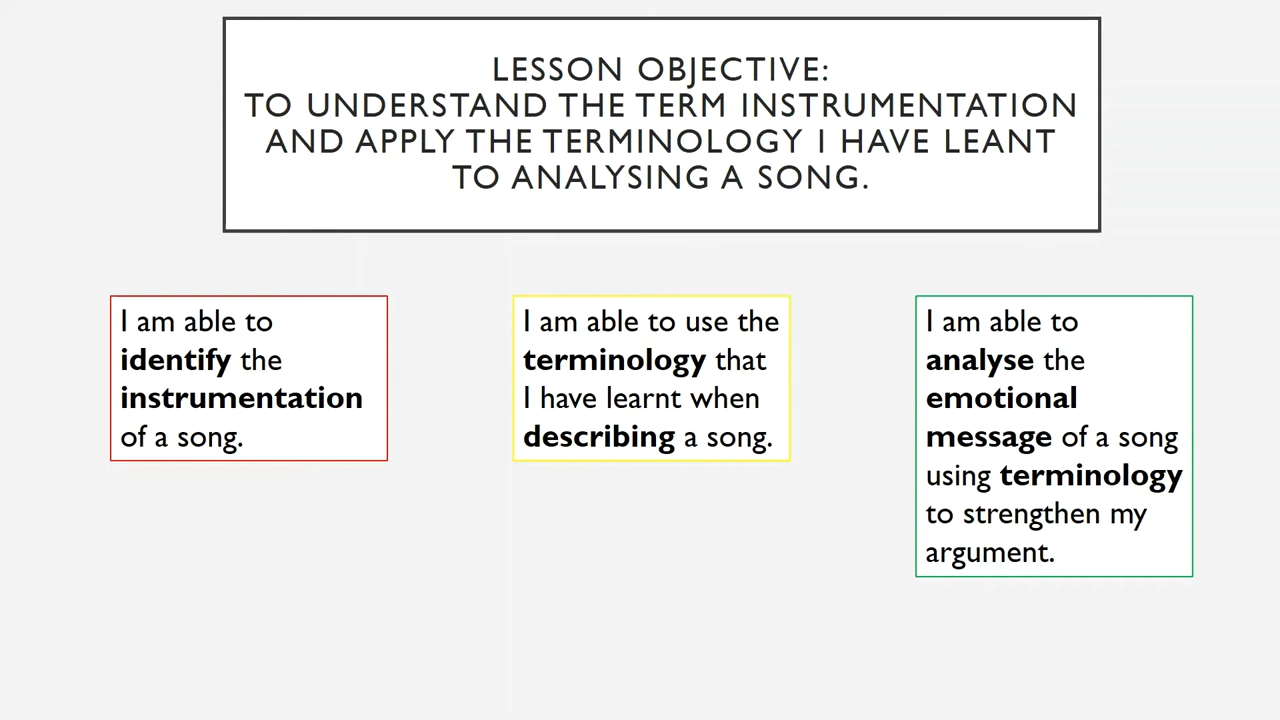 LESSON OBJECTIVE:
TO UNDERSTAND THE TERM INSTRUMENTATION
AND APPLY THE TERMINOLOGY I HAVE LEANT
TO ANALYSING A SONG.
I am able to
identify the
instrumentation
of a song.
I am able to use the
terminology that
I have learnt when
describing a song.
I am able to
analyse the
emotional
message of a song
using terminology
to strengthen my
argument.